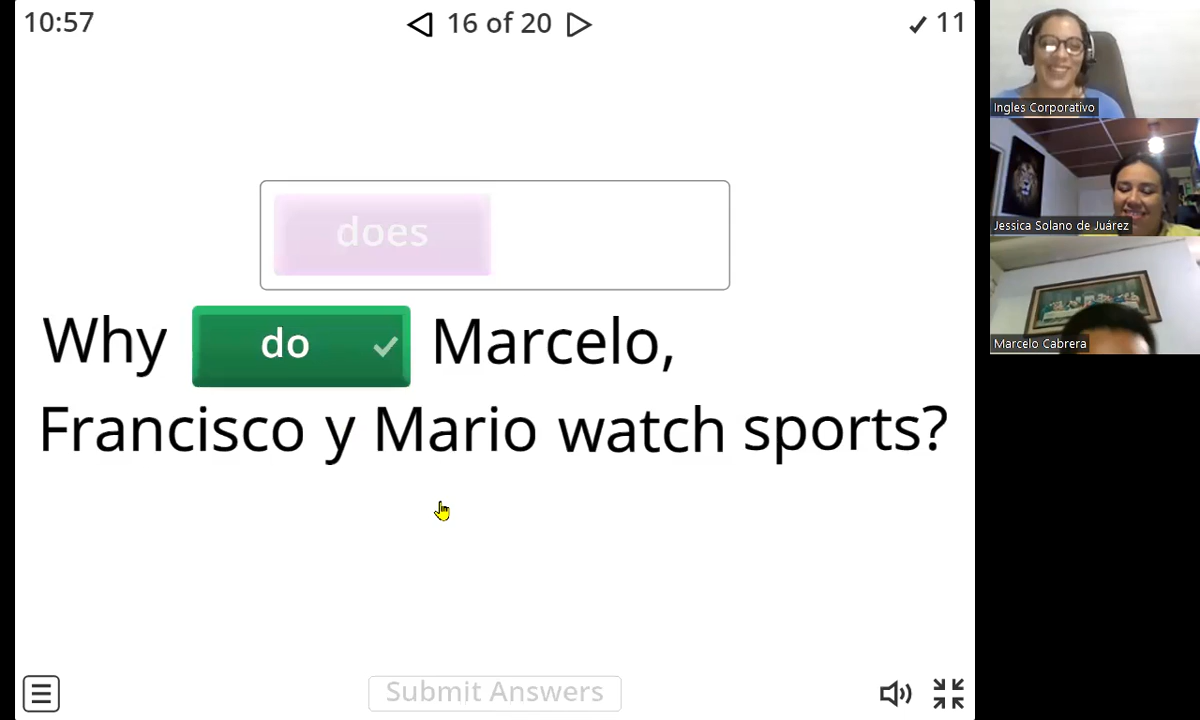 10:57
16 of 20
11
does
Why do Marcelo,
Francisco y Mario watch sports?
Submit Answers
Ingles Corporativo
Jessica Solano de Juárez
Marcelo Cabrera